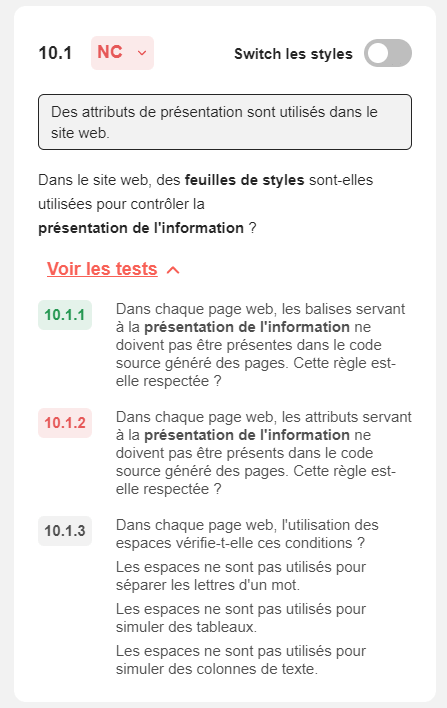 10.1 NC Switch les styles
Des attributs de présentation sont utilisés dans le
site web.
Dans le site web, des feuilles de styles sont-elles
utilisées pour contrôler la
présentation de l'information ?
Voir les tests
10.1.1 Dans chaque page web, les balises servant
à la présentation de l'information ne
doivent pas être présentes dans le code
source généré des pages. Cette règle est-
elle respectée ?
10.1.2 Dans chaque page web, les attributs servant
à la présentation de l'information ne
doivent pas être présents dans le code
source généré des pages. Cette règle est-
elle respectée ?
10.1.3 Dans chaque page web, l'utilisation des
espaces vérifie-t-elle ces conditions ?
Les espaces ne sont pas utilisés pour
séparer les lettres d'un mot.
Les espaces ne sont pas utilisés pour
simuler des tableaux.
Les espaces ne sont pas utilisés pour
simuler des colonnes de texte.